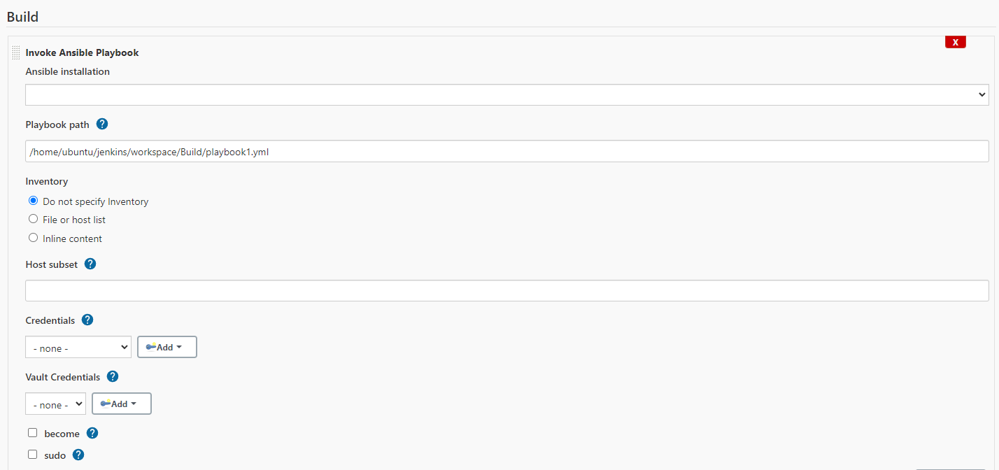 Build
X
Invoke Ansible Playbook
Ansible installation
Playbook path ?
/home/ubuntu/jenkins/workspace/Build/playbook1.yml
Inventory
Do not specify Inventory
File or host list
Inline content
Host subset ?
Credentials ?
- none - Add
Vault Credentials ?
- none - Add
become ?
sudo ?